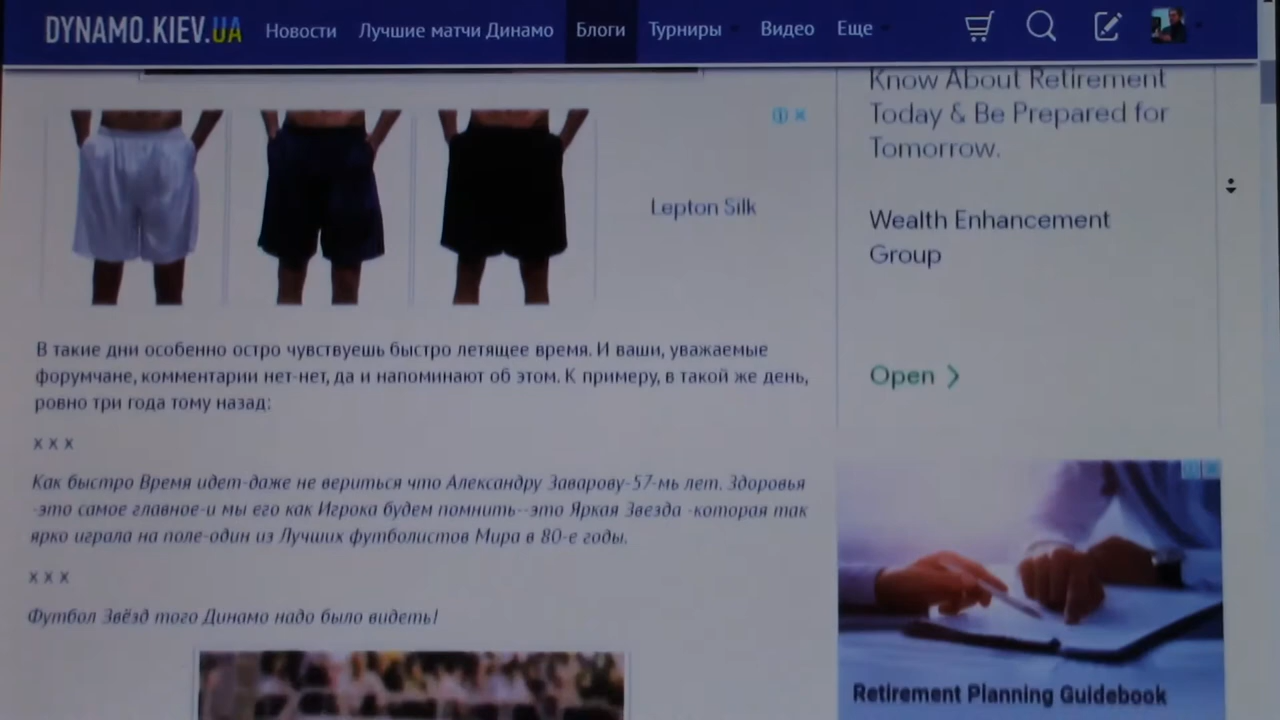 DYNAMO.KIEV.UA Новости Лучшие матчи Динамо Блоги Турниры Видео Еще
Know About Retirement
Today & Be Prepared for
Tomorrow.
Wealth Enhancement
Group
Open
Lepton Silk
В такие дни особенно остро чувствуешь быстро летящее время. И ваши, уважаемые
форумчане, комментарии нет-нет, да и напоминают об этом. К примеру, в такой же день,
ровно три года тому назад:
х х х
Как быстро Время идет-даже не вериться что Александру Заварову-57-мь лет. Здоровья
-это самое главное-и мы его как Игрока будем помнить--это Яркая Звезда -которая так
ярко играла на поле-один из Лучших футболистов Мира в 80-е годы.
х х х
Футбол Звёзд того Динамо надо было видеть!
Retirement Planning Guidebook